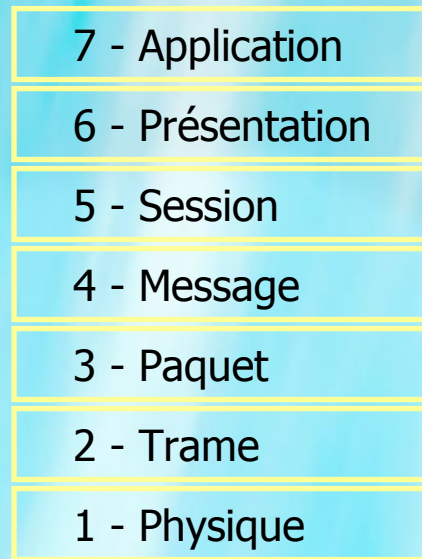 7 - Application
6 - Présentation
5 - Session
4 - Message
3 - Paquet
2 - Trame
1 - Physique